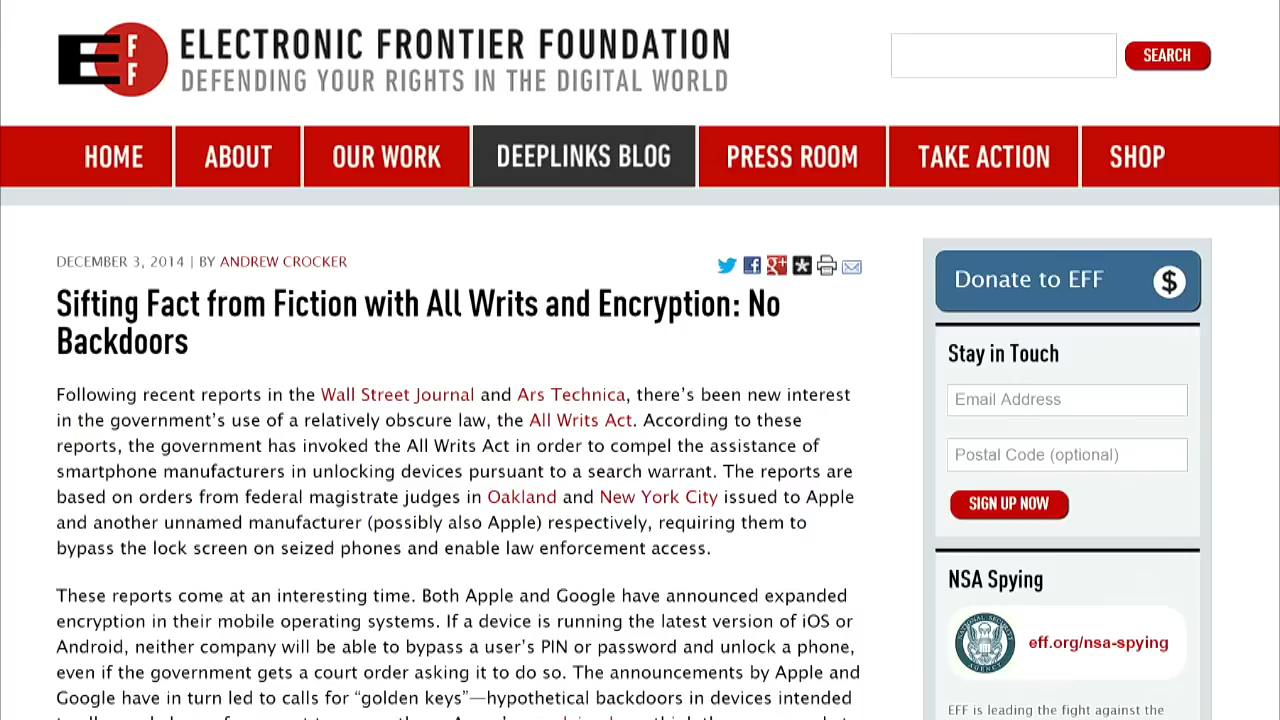 EFF
ELECTRONIC FRONTIER FOUNDATION
DEFENDING YOUR RIGHTS IN THE DIGITAL WORLD
SEARCH
HOME ABOUT OUR WORK DEEPLINKS BLOG PRESS ROOM TAKE ACTION SHOP
DECEMBER 3, 2014 | BY ANDREW CROCKER
Sifting Fact from Fiction with All Writs and Encryption: No
Backdoors
Following recent reports in the Wall Street Journal and Ars Technica, there's been new interest
in the government's use of a relatively obscure law, the All Writs Act. According to these
reports, the government has invoked the All Writs Act in order to compel the assistance of
smartphone manufacturers in unlocking devices pursuant to a search warrant. The reports are
based on orders from federal magistrate judges in Oakland and New York City issued to Apple
and another unnamed manufacturer (possibly also Apple) respectively, requiring them to
bypass the lock screen on seized phones and enable law enforcement access.
These reports come at an interesting time. Both Apple and Google have announced expanded
encryption in their mobile operating systems. If a device is running the latest version of iOS or
Android, neither company will be able to bypass a user's PIN or password and unlock a phone,
even if the government gets a court order asking it to do so. The announcements by Apple and
Google have in turn led to calls for “golden keys”—hypothetical backdoors in devices intended
Donate to EFF $
Stay in Touch
Email Address
Postal Code (optional)
SIGN UP NOW
NSA Spying
eff.org/nsa-spying
EFF is leading the fight against the